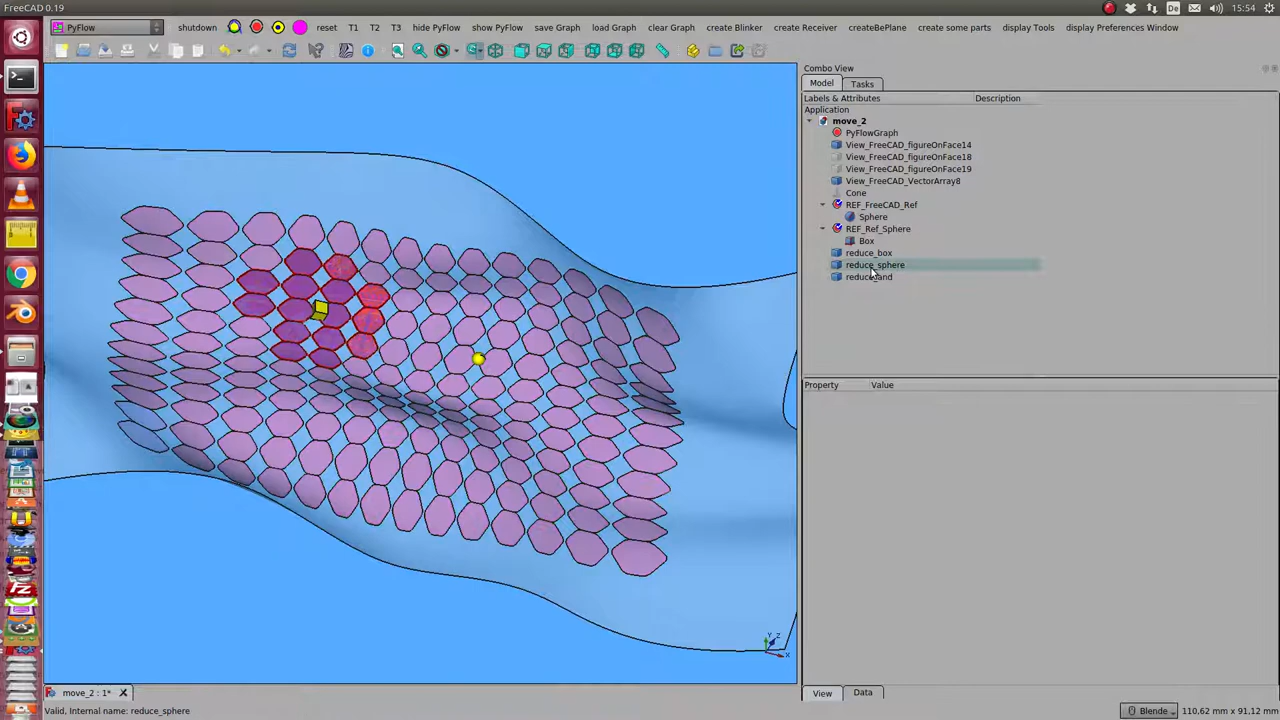 FreeCAD 0.19
De
15:54
PyFlow
shutdown
reset
T1
T2
T3
hide PyFlow
show PyFlow
save Graph
load Graph
clear Graph
create Blinker
create Receiver
createBePlane
create some parts
display Tools
display Preferences Window
Combo View
Model
Tasks
Labels & Attributes
Description
Application
move_2
PyFlowGraph
View_FreeCAD_figureOnFace14
View_FreeCAD_figureOnFace18
View_FreeCAD_figureOnFace19
View_FreeCAD_VectorArray8
Cone
REF_FreeCAD_Ref
Sphere
REF_Ref_Sphere
Box
reduce_box
reduce_sphere
Property
Value
Y
Z
X
move_2 : 1*
View
Data
Valid, Internal name: reduce_sphere
Blende
110,62 mm x 91,12 mm